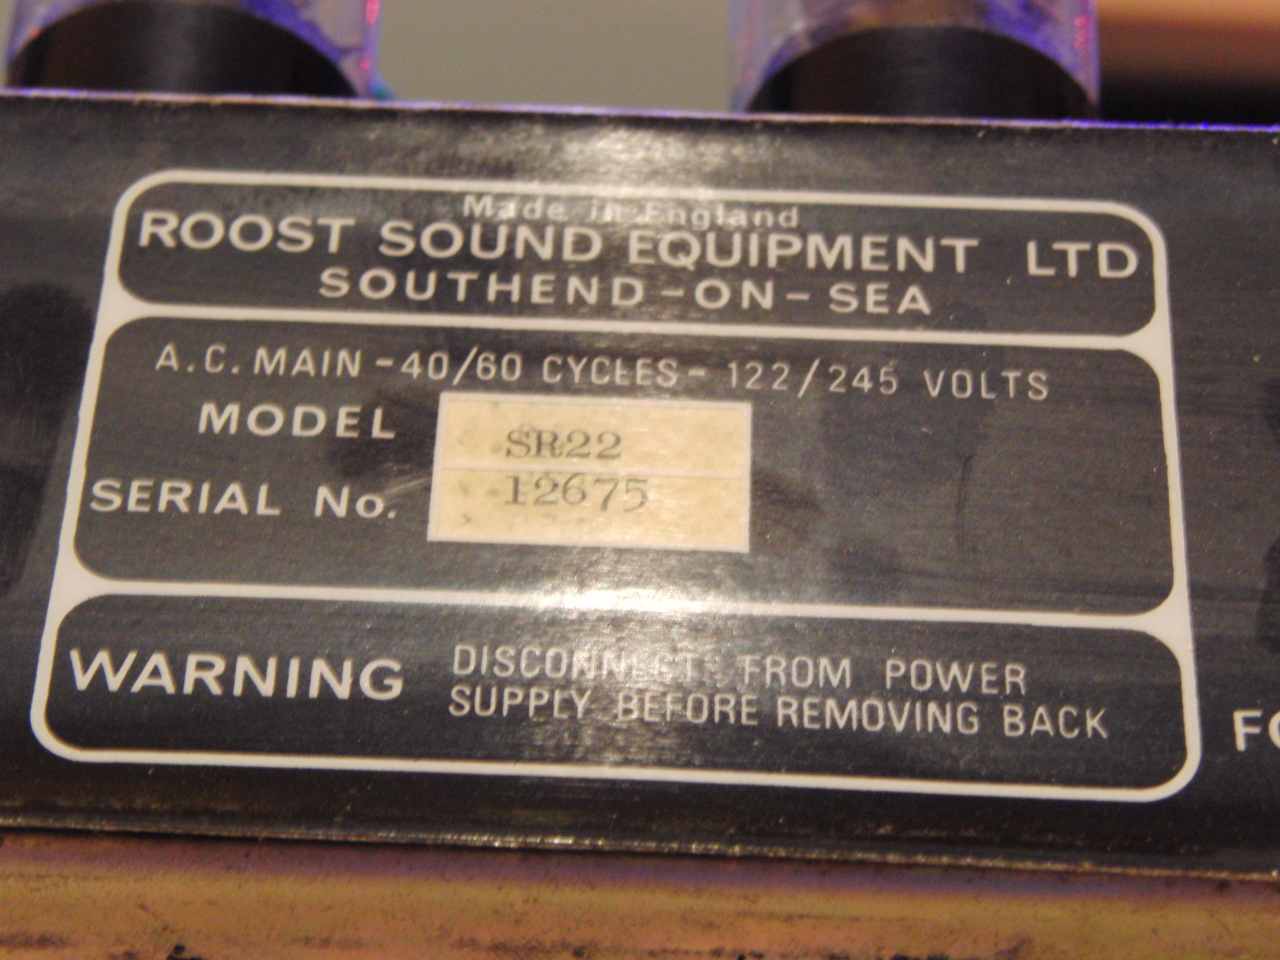 Made in England
ROOST SOUND EQUIPMENT LTD
SOUTHEND-ON-SEA
A.C. MAIN - 40/60 CYCLES - 122/245 VOLTS
MODEL SR22
SERIAL No. 12675
WARNING DISCONNECT FROM POWER
SUPPLY BEFORE REMOVING BACK